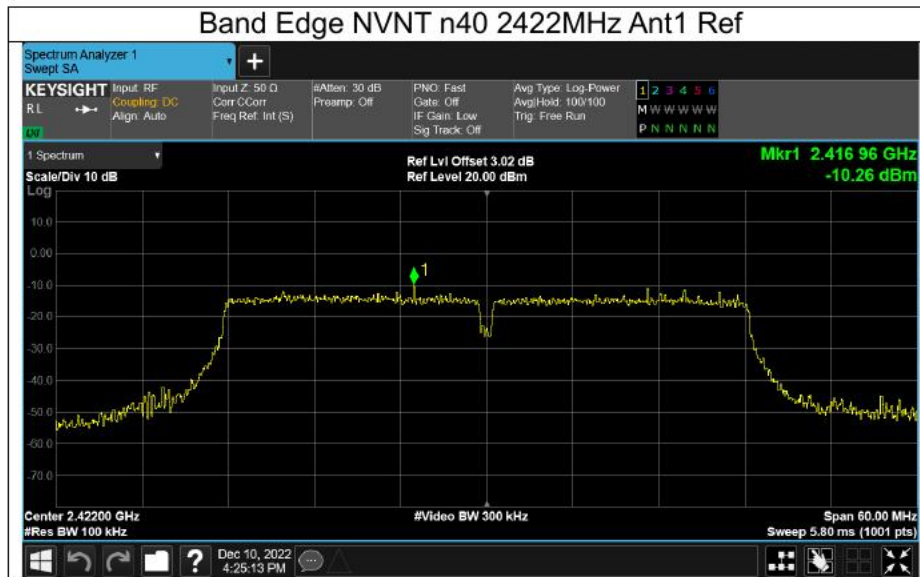 Band Edge NVNT n40 2422MHz Ant1 Ref
Spectrum Analyzer 1
Swept SA
+
KEYSIGHT
RL
LXI
Input: RF
Coupling: DC
Align: Auto
Input Z: 50 Ω
Corr CCorr
Freq Ref: Int (S)
#Atten: 30 dB
Preamp: Off
PNO: Fast
Gate: Off
IF Gain: Low
Sig Track: Off
Avg Type: Log-Power
Avg|Hold: 100/100
Trig: Free Run
1 2 3 4 5 6
M W W W W W
P N N N N N
1 Spectrum
Scale/Div 10 dB
Ref Lvl Offset 3.02 dB
Ref Level 20.00 dBm
Mkr1 2.416 96 GHz
-10.26 dBm
Log
10.0
0.00
-10.0
-20.0
-30.0
-40.0
-50.0
-60.0
-70.0
1
Center 2.42200 GHz
#Res BW 100 kHz
#Video BW 300 kHz
Span 60.00 MHz
Sweep 5.80 ms (1001 pts)
?
Dec 10, 2022
4:25:13 PM